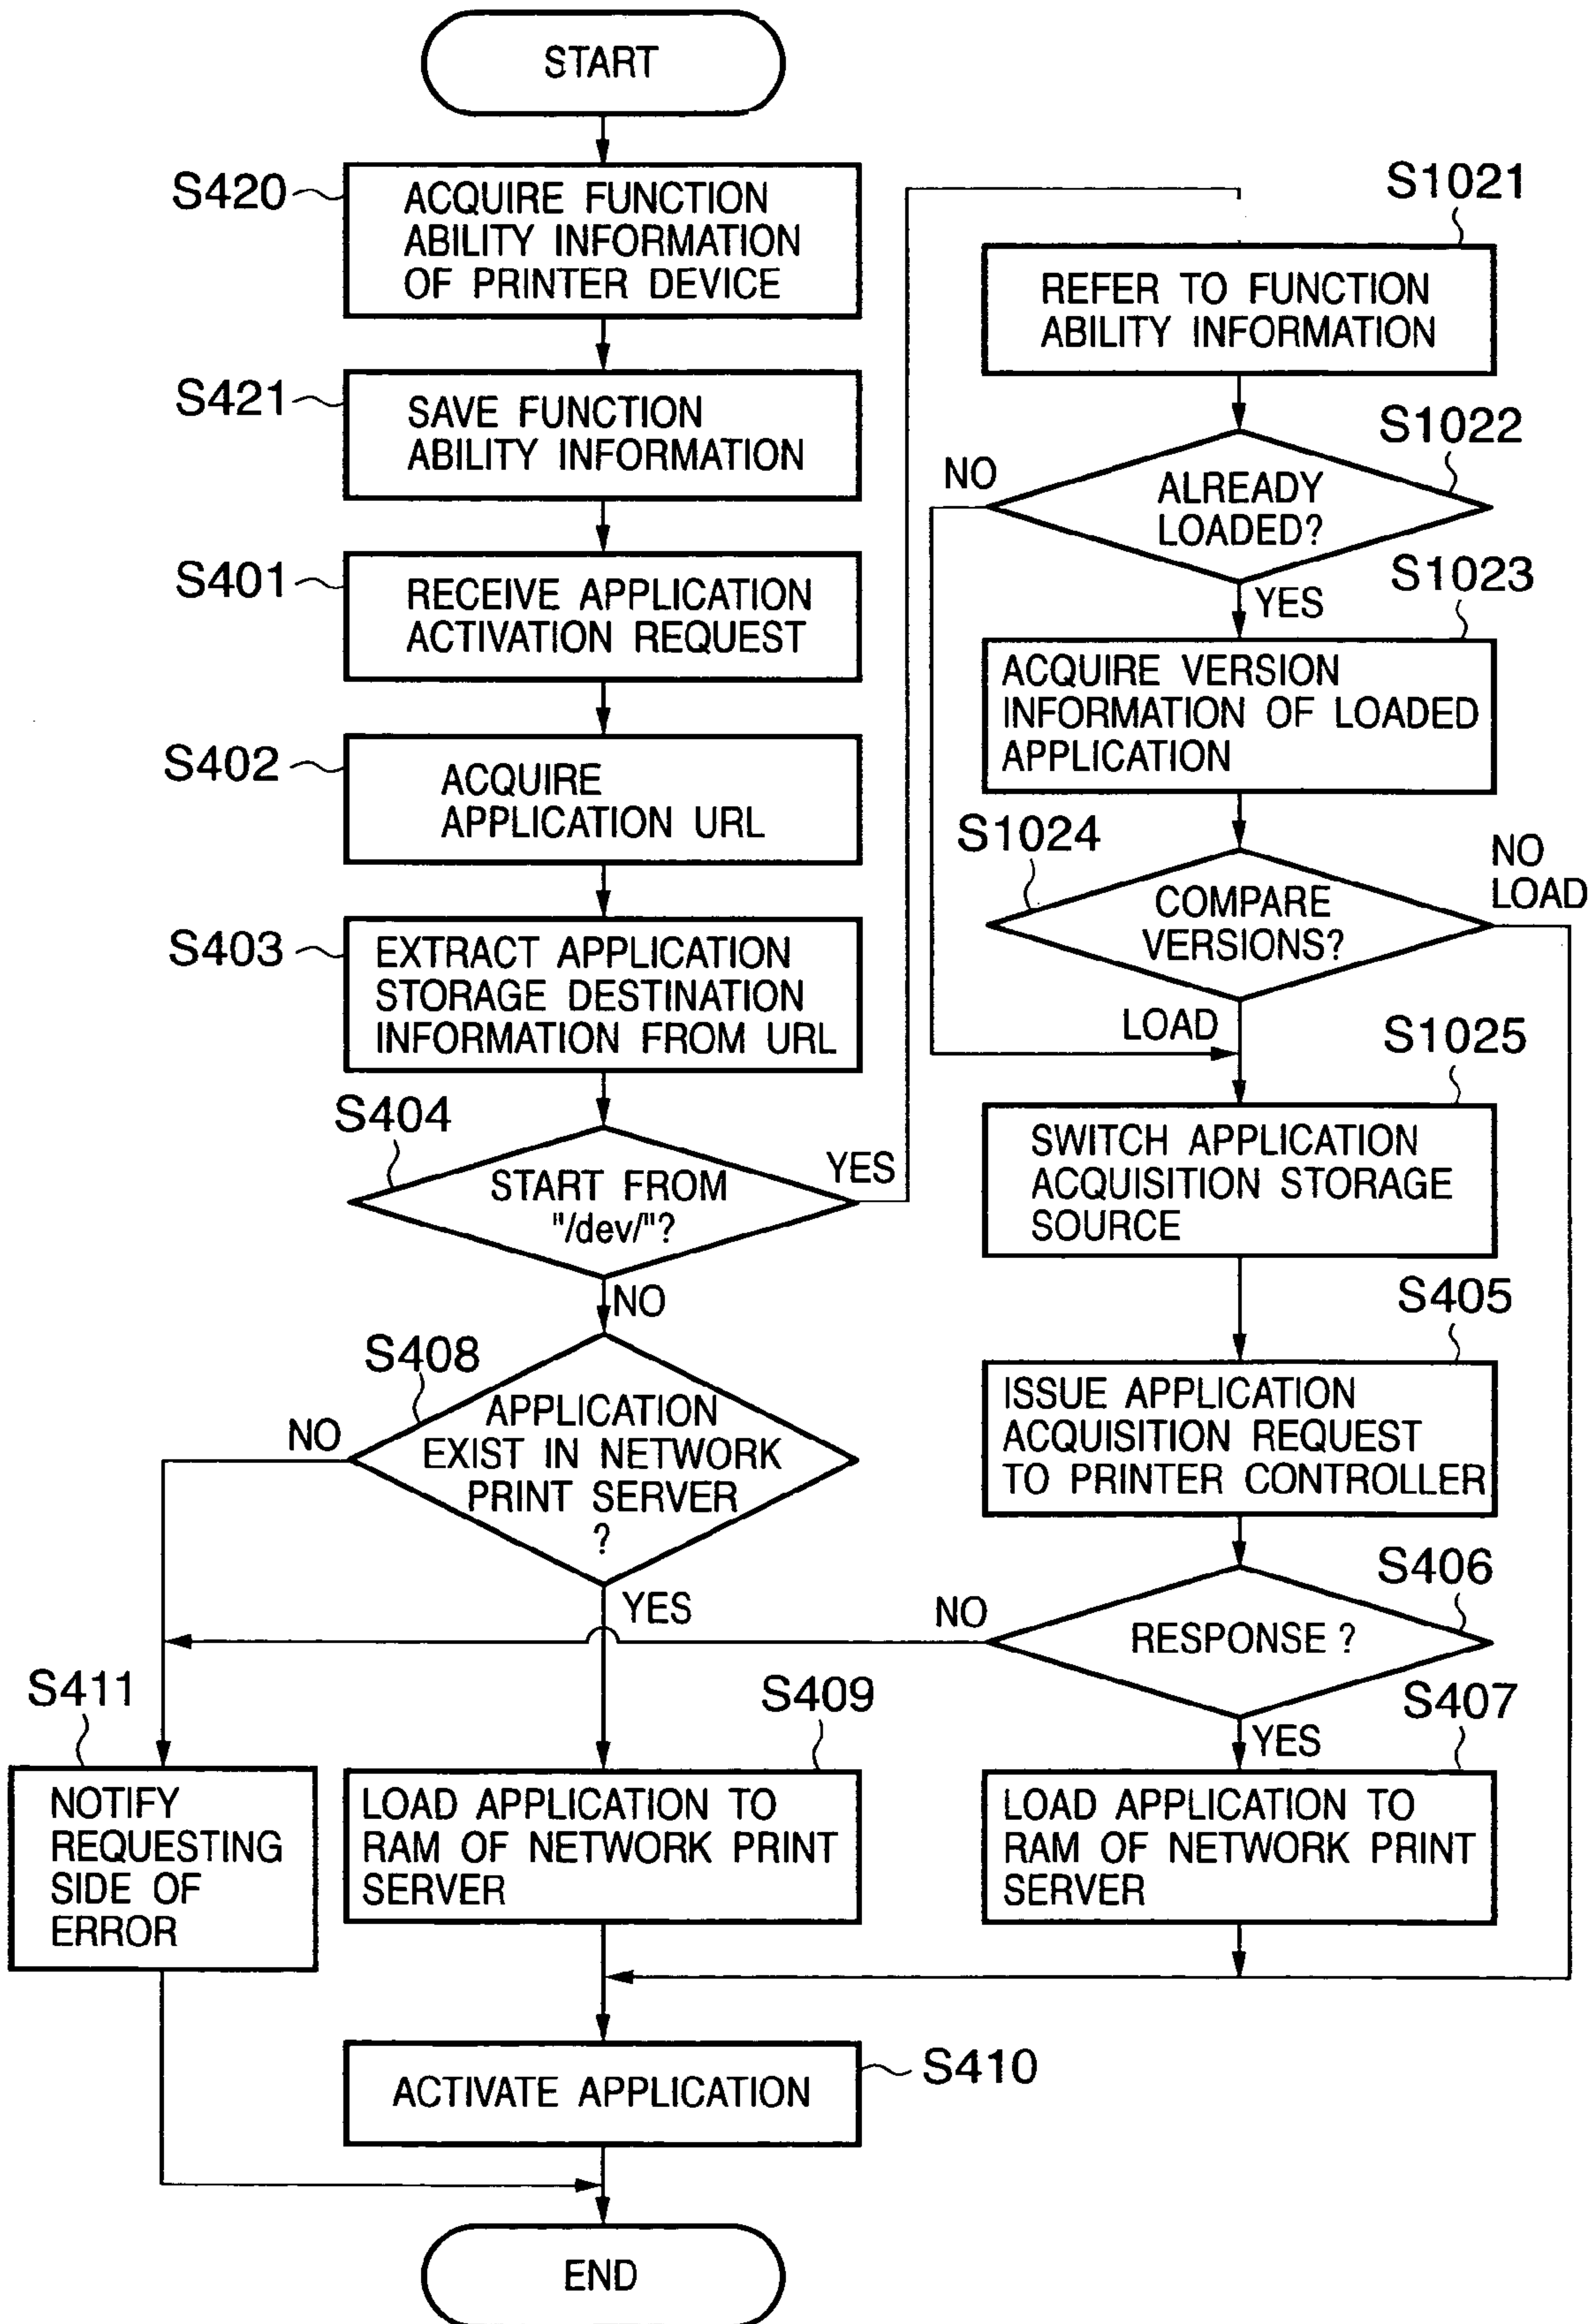 START
S420
ACQUIRE FUNCTION
ABILITY INFORMATION
OF PRINTER DEVICE
S421
SAVE FUNCTION
ABILITY INFORMATION
S401
RECEIVE APPLICATION
ACTIVATION REQUEST
S402
ACQUIRE
APPLICATION URL
S403
EXTRACT APPLICATION
STORAGE DESTINATION
INFORMATION FROM URL
S404
START FROM
"/dev/"?
YES
NO
S408
APPLICATION
EXIST IN NETWORK
PRINT SERVER
?
NO
YES
S411
NOTIFY
REQUESTING
SIDE OF
ERROR
S409
LOAD APPLICATION TO
RAM OF NETWORK PRINT
SERVER
S1021
REFER TO FUNCTION
ABILITY INFORMATION
S1022
ALREADY
LOADED?
NO
YES
S1023
ACQUIRE VERSION
INFORMATION OF LOADED
APPLICATION
S1024
COMPARE
VERSIONS?
NO
LOAD
LOAD
S1025
SWITCH APPLICATION
ACQUISITION STORAGE
SOURCE
S405
ISSUE APPLICATION
ACQUISITION REQUEST
TO PRINTER CONTROLLER
S406
RESPONSE ?
NO
YES
S407
LOAD APPLICATION TO
RAM OF NETWORK PRINT
SERVER
ACTIVATE APPLICATION
S410
END